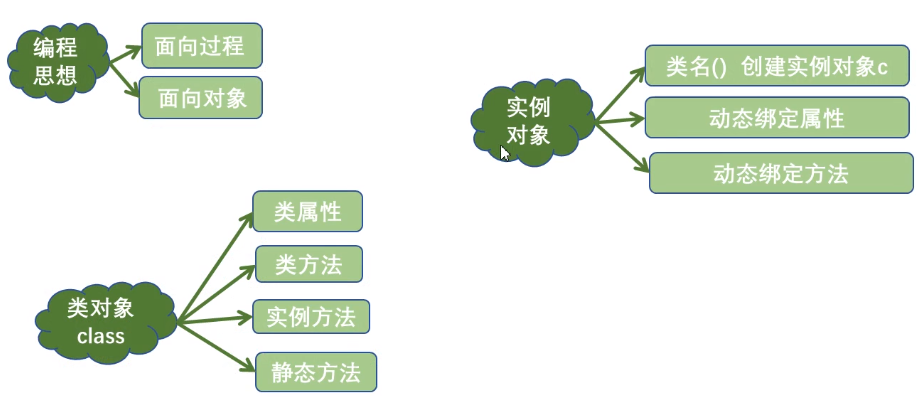 编程
思想
面向过程
面向对象
实例
对象
类名() 创建实例对象c
动态绑定属性
动态绑定方法
类对象
class
类属性
类方法
实例方法
静态方法